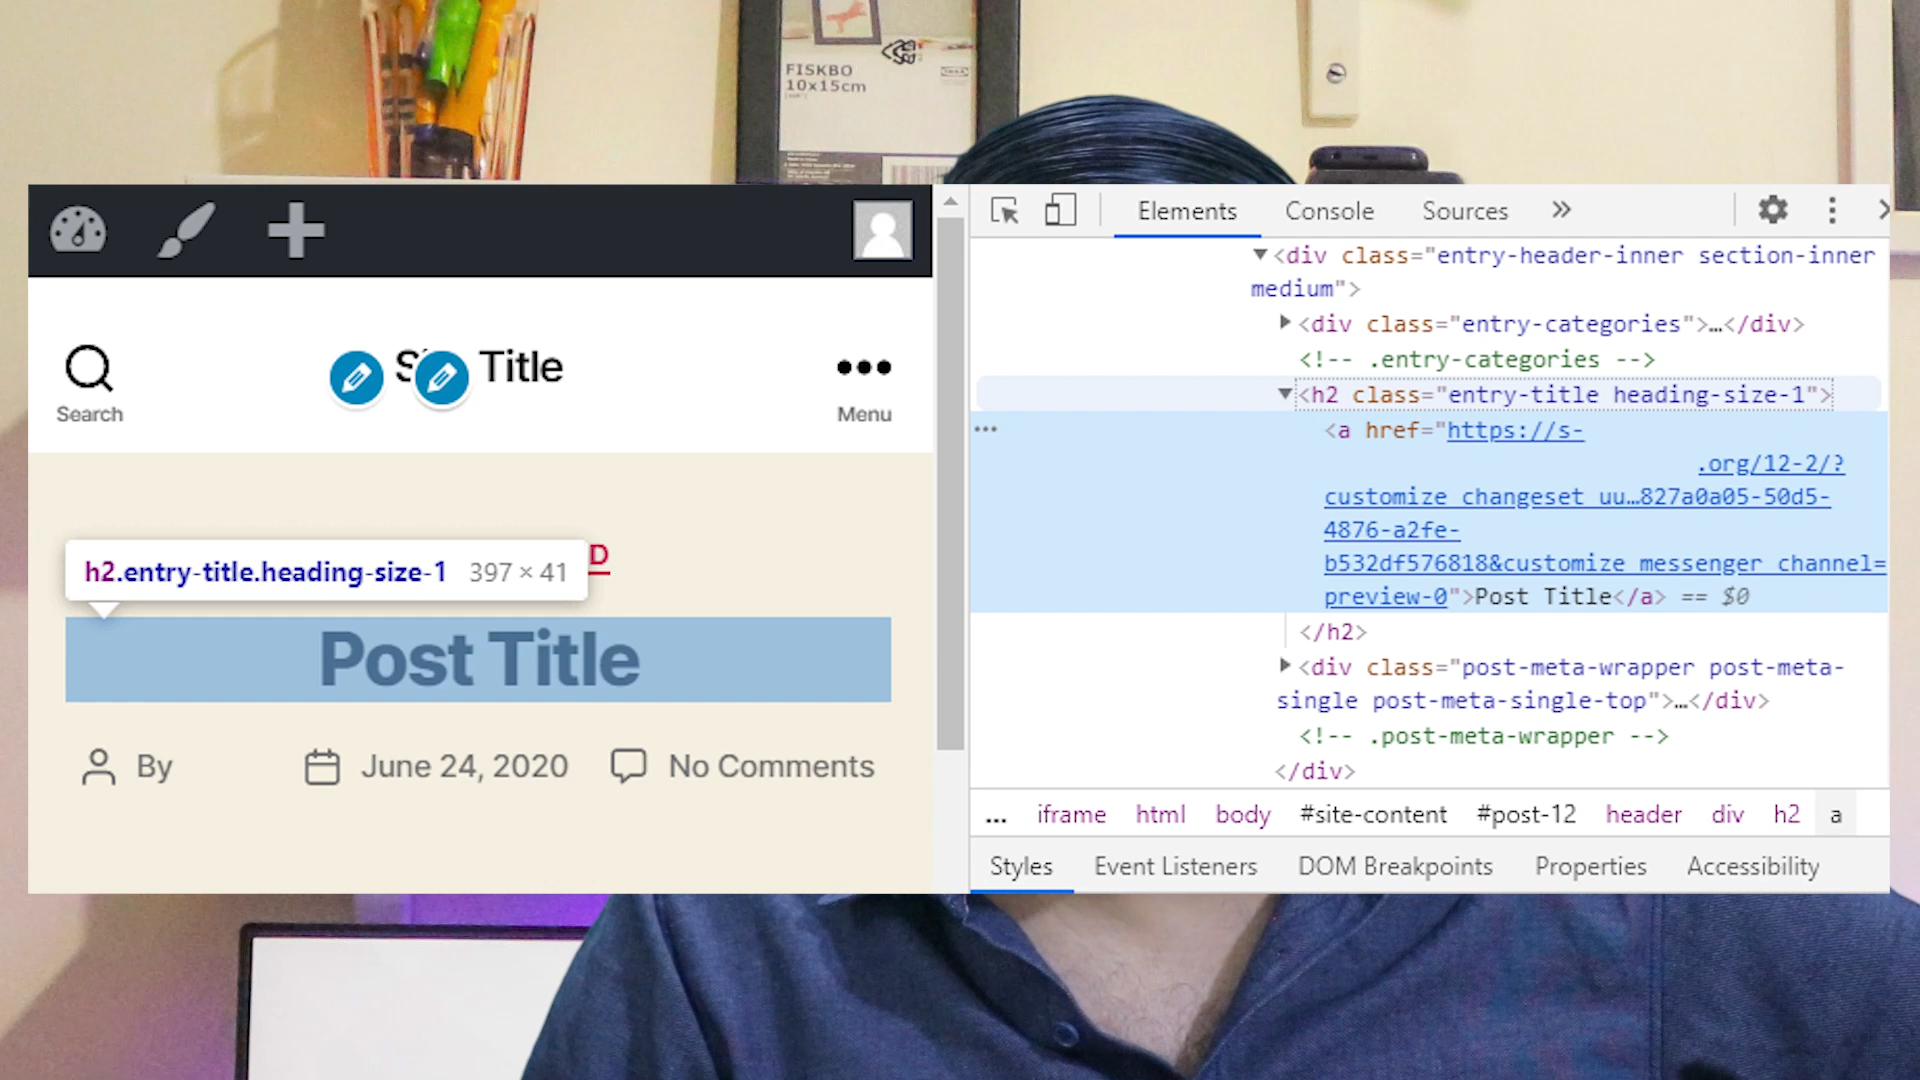 FISKBO
10x15cm
IKEA
Search
Title
Menu
D
h2.entry-title.heading-size-1 397 × 41
Post Title
By
June 24, 2020
No Comments
Elements Console Sources »
▼<div class="entry-header-inner section-inner
medium">
▶<div class="entry-categories">…</div>
<!-- .entry-categories -->
▼<h2 class="entry-title heading-size-1">
<a href="https://s-
.org/12-2/?
customize_changeset_uu…827a0a05-50d5-
4876-a2fe-
b532df576818&customize_messenger_channel=
preview-0">Post Title</a> == $0
</h2>
▶<div class="post-meta-wrapper post-meta-
single post-meta-single-top">…</div>
<!-- .post-meta-wrapper -->
</div>
... iframe html body #site-content #post-12 header div h2 a
Styles Event Listeners DOM Breakpoints Properties Accessibility